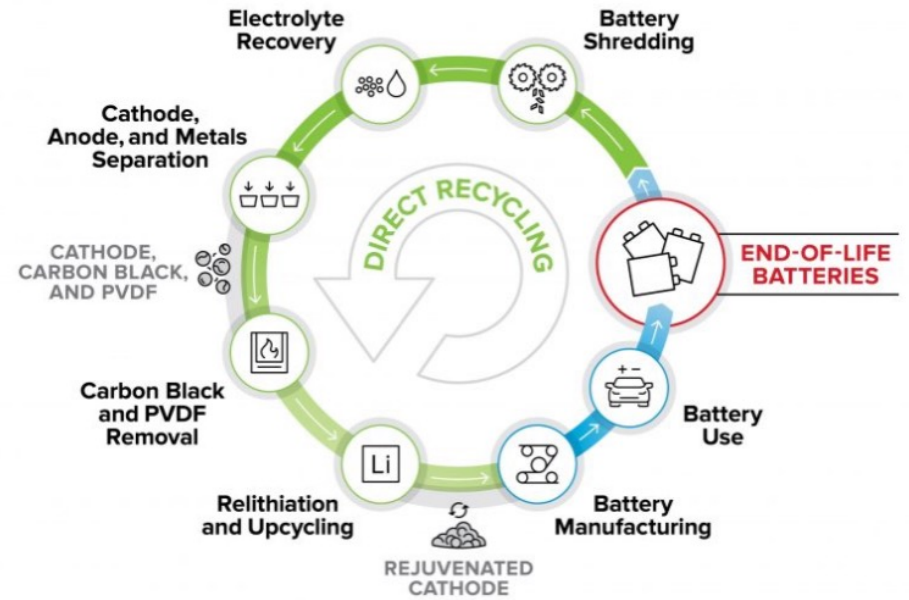 Electrolyte
Recovery
Battery
Shredding
Cathode,
Anode, and Metals
Separation
DIRECT RECYCLING
CATHODE,
CARBON BLACK,
AND PVDF
END-OF-LIFE
BATTERIES
+ -
Carbon Black
and PVDF
Removal
Battery
Use
Li
Relithiation
and Upcycling
Battery
Manufacturing
REJUVENATED
CATHODE